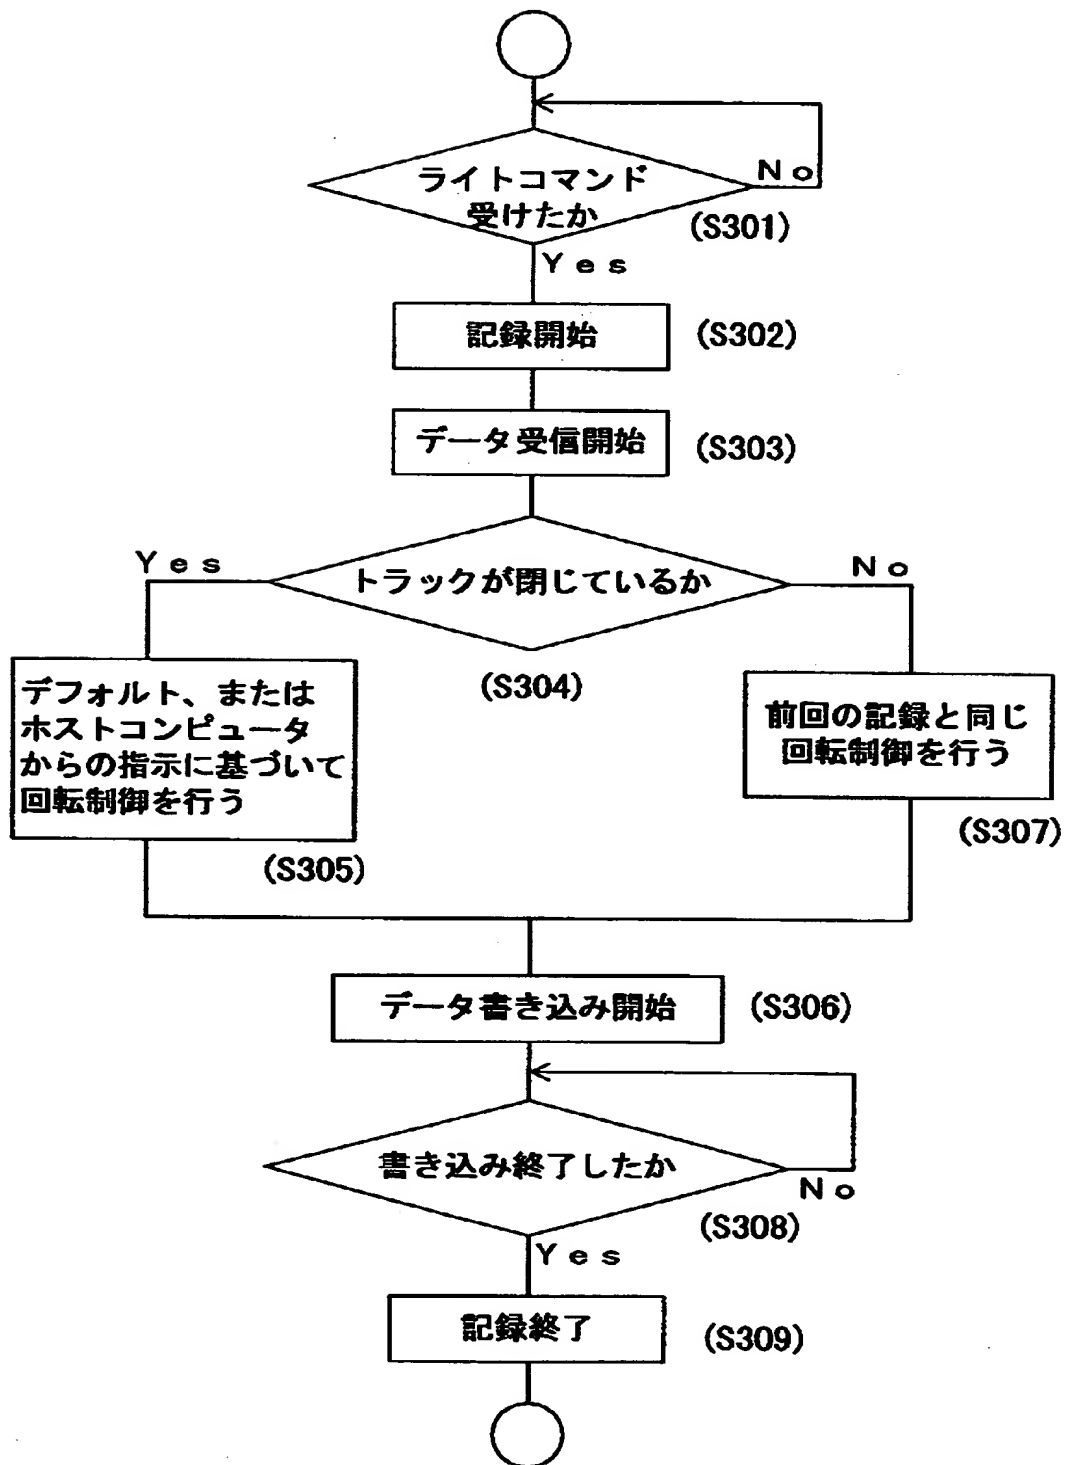 ライトコマンド
受けたか
No
(S301)
Yes
記録開始
(S302)
データ受信開始
(S303)
Yes
トラックが閉じているか
No
(S304)
デフォルト、または
ホストコンピュータ
からの指示に基づいて
回転制御を行う
(S305)
前回の記録と同じ
回転制御を行う
(S307)
データ書き込み開始
(S306)
書き込み終了したか
No
(S308)
Yes
記録終了
(S309)